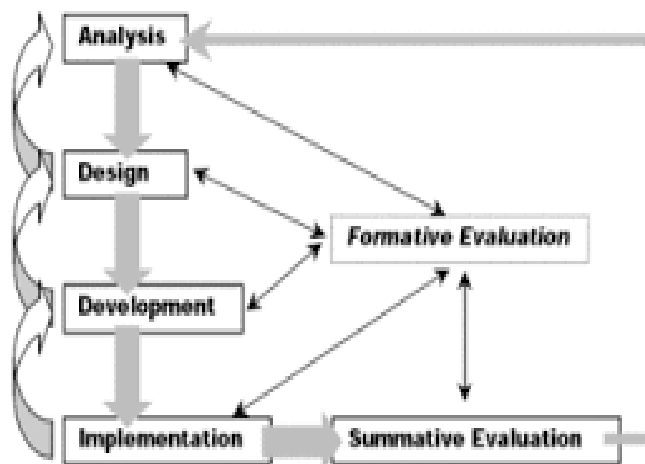 Analysis
Design
Formative Evaluation
Development
Implementation
Summative Evaluation